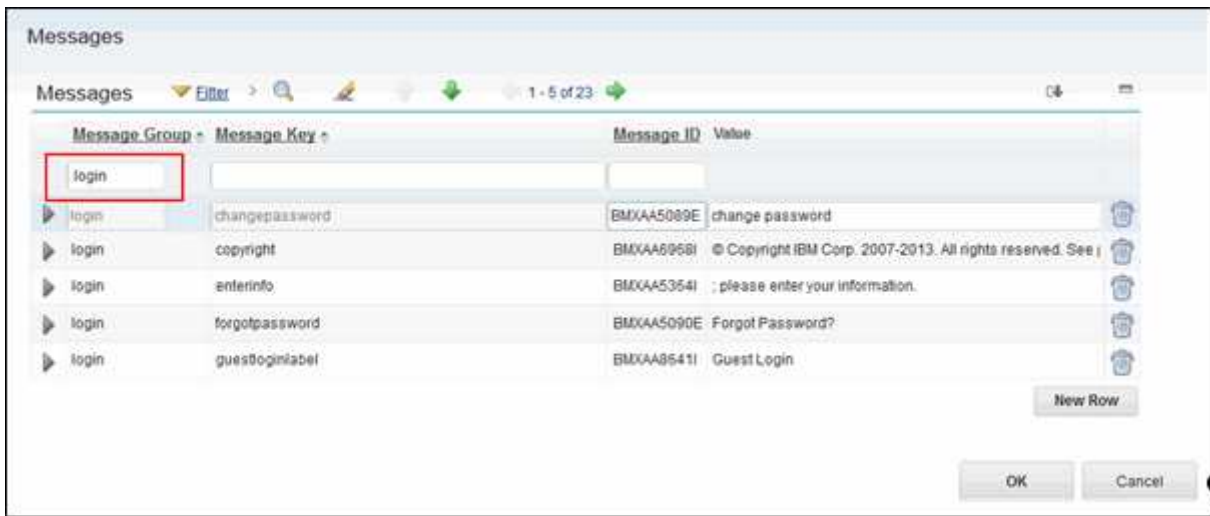 Messages
Messages Filter > 1 - 5 of 23
Message Group Message Key Message ID Value
login
login changepassword BMXAA5089E change password
login copyright BMXAA6968I © Copyright IBM Corp. 2007-2013. All rights reserved. See
login enterinfo BMXAA5354I ; please enter your information.
login forgotpassword BMXAA5090E Forgot Password?
login guestloginlabel BMXAA8641I Guest Login
New Row
OK Cancel